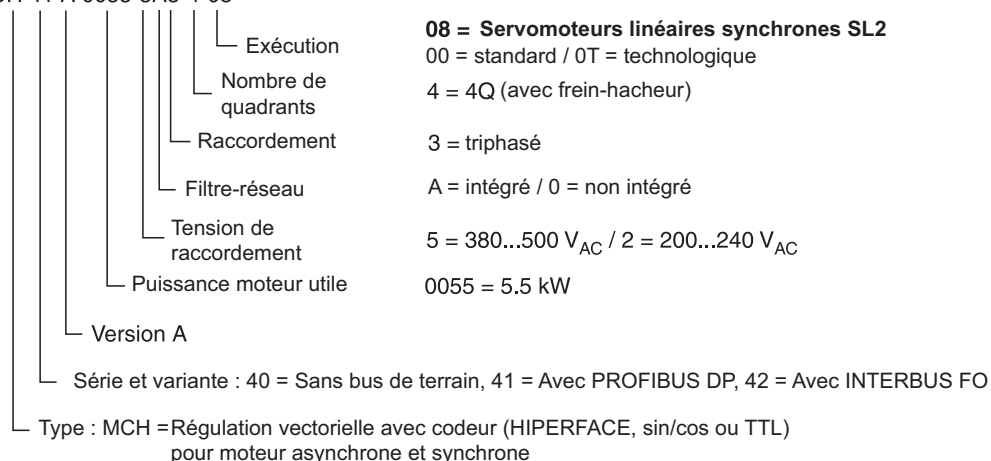 Exécution
08 = Servomoteurs linéaires synchrones SL2
00 = standard / 0T = technologique
Nombre de
quadrants
4 = 4Q (avec frein-hacheur)
Raccordement
3 = triphasé
Filtre-réseau
A = intégré / 0 = non intégré
Tension de
raccordement
5 = 380...500 VAC / 2 = 200...240 VAC
Puissance moteur utile
0055 = 5.5 kW
Version A
Série et variante : 40 = Sans bus de terrain, 41 = Avec PROFIBUS DP, 42 = Avec INTERBUS FO
Type : MCH =Régulation vectorielle avec codeur (HIPERFACE, sin/cos ou TTL)
pour moteur asynchrone et synchrone